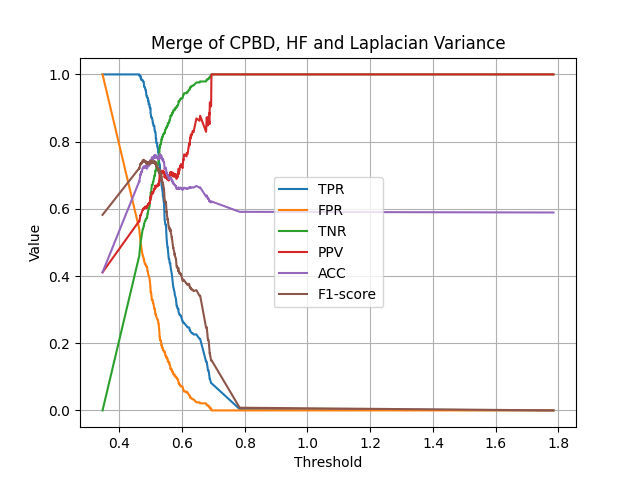 Merge of CPBD, HF and Laplacian Variance
1.0
0.8
0.6
0.4
0.2
0.0
Value
TPR
FPR
TNR
PPV
ACC
F1-score
0.4 0.6 0.8 1.0 1.2 1.4 1.6 1.8
Threshold